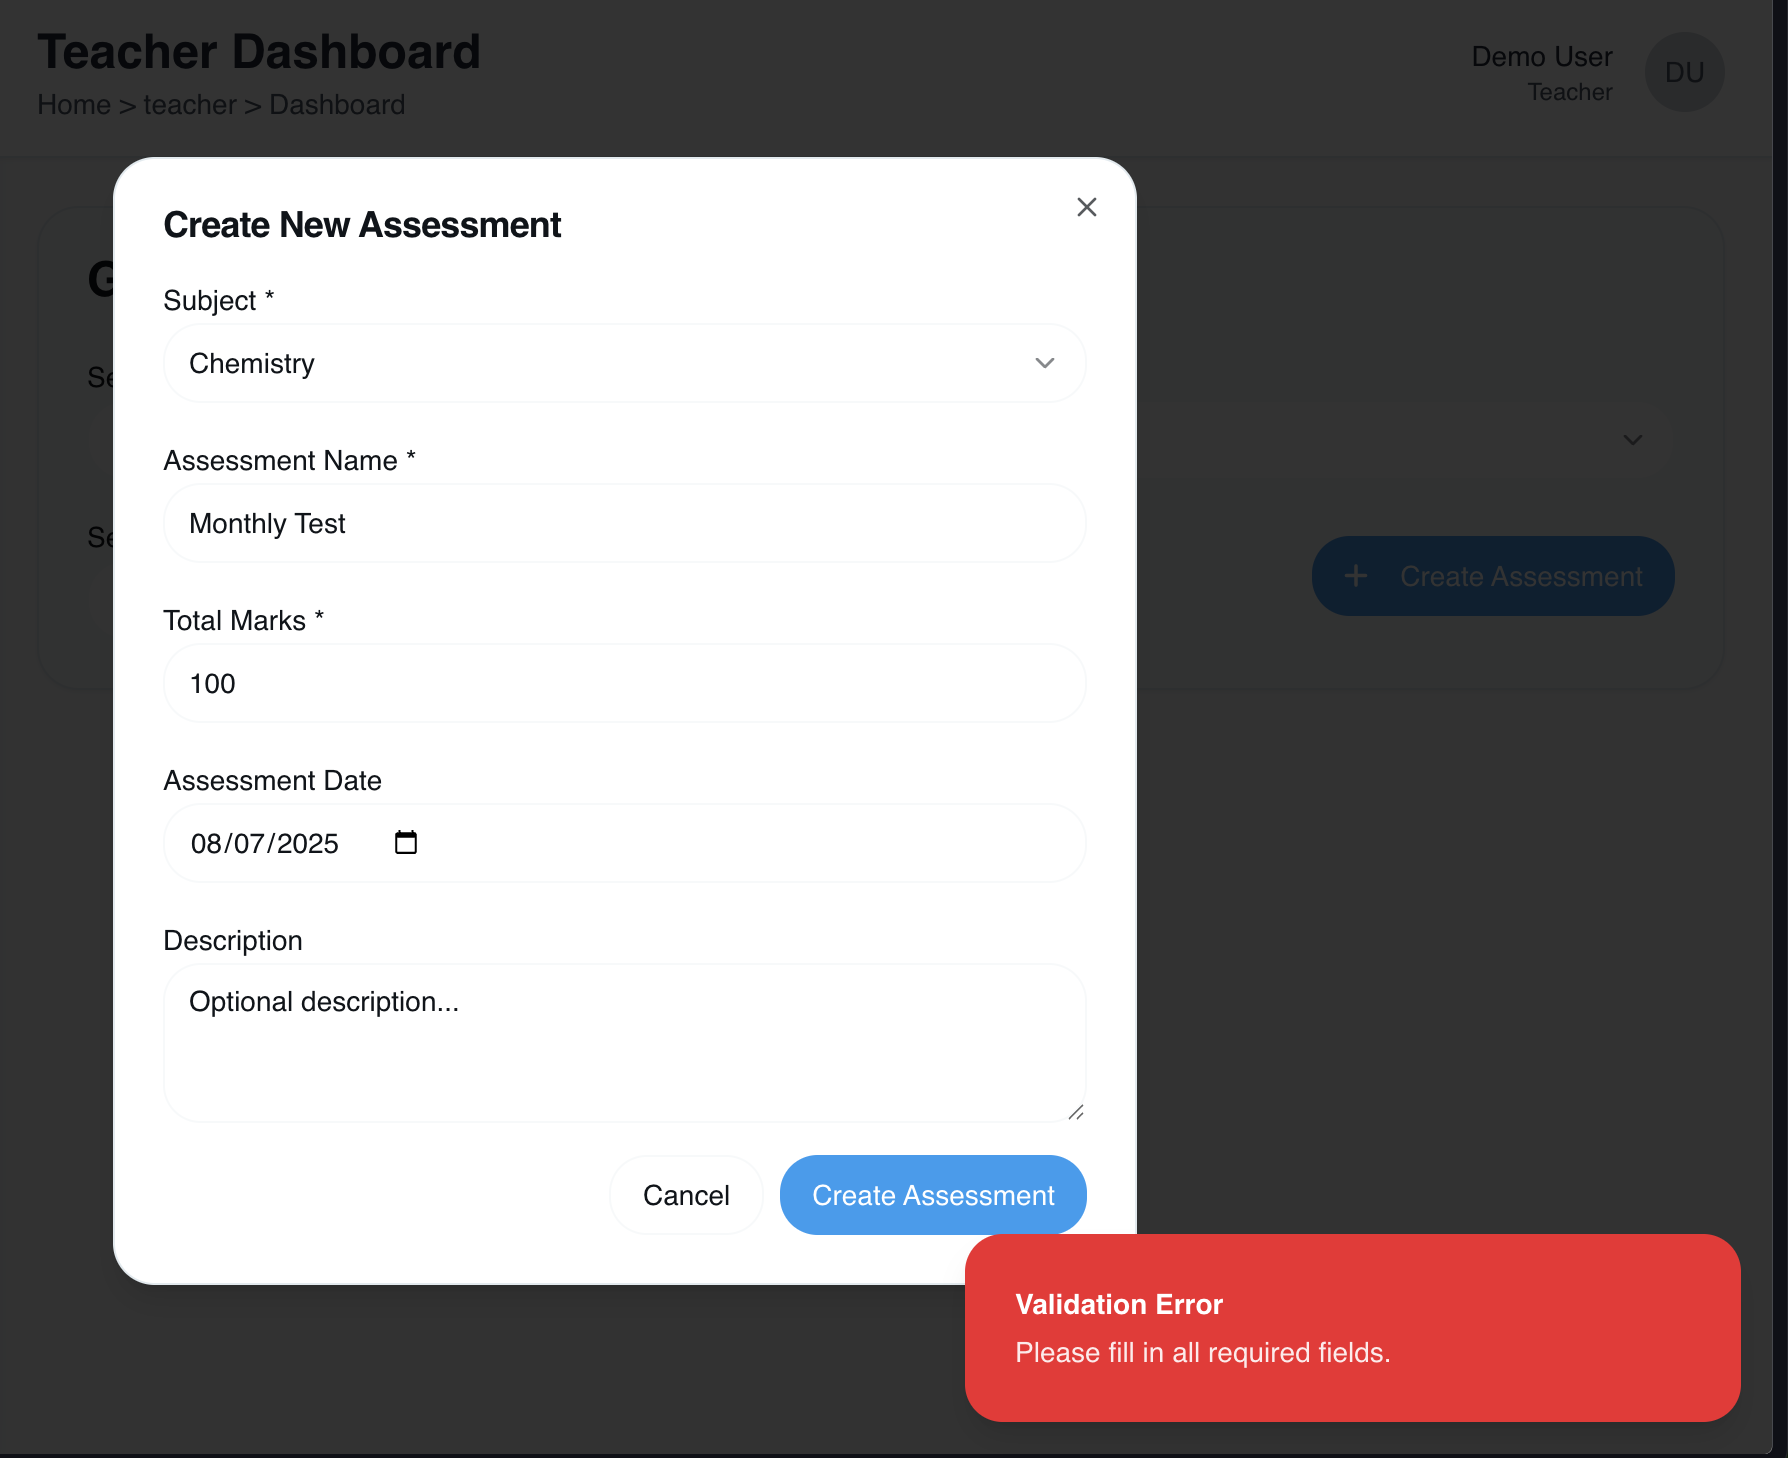 Teacher Dashboard
Home > teacher > Dashboard
Demo User
Teacher
DU
Create New Assessment
Subject *
Chemistry
Assessment Name *
Monthly Test
Total Marks *
100
Assessment Date
08/07/2025
Description
Optional description...
Cancel
Create Assessment
+ Create Assessment
Validation Error
Please fill in all required fields.